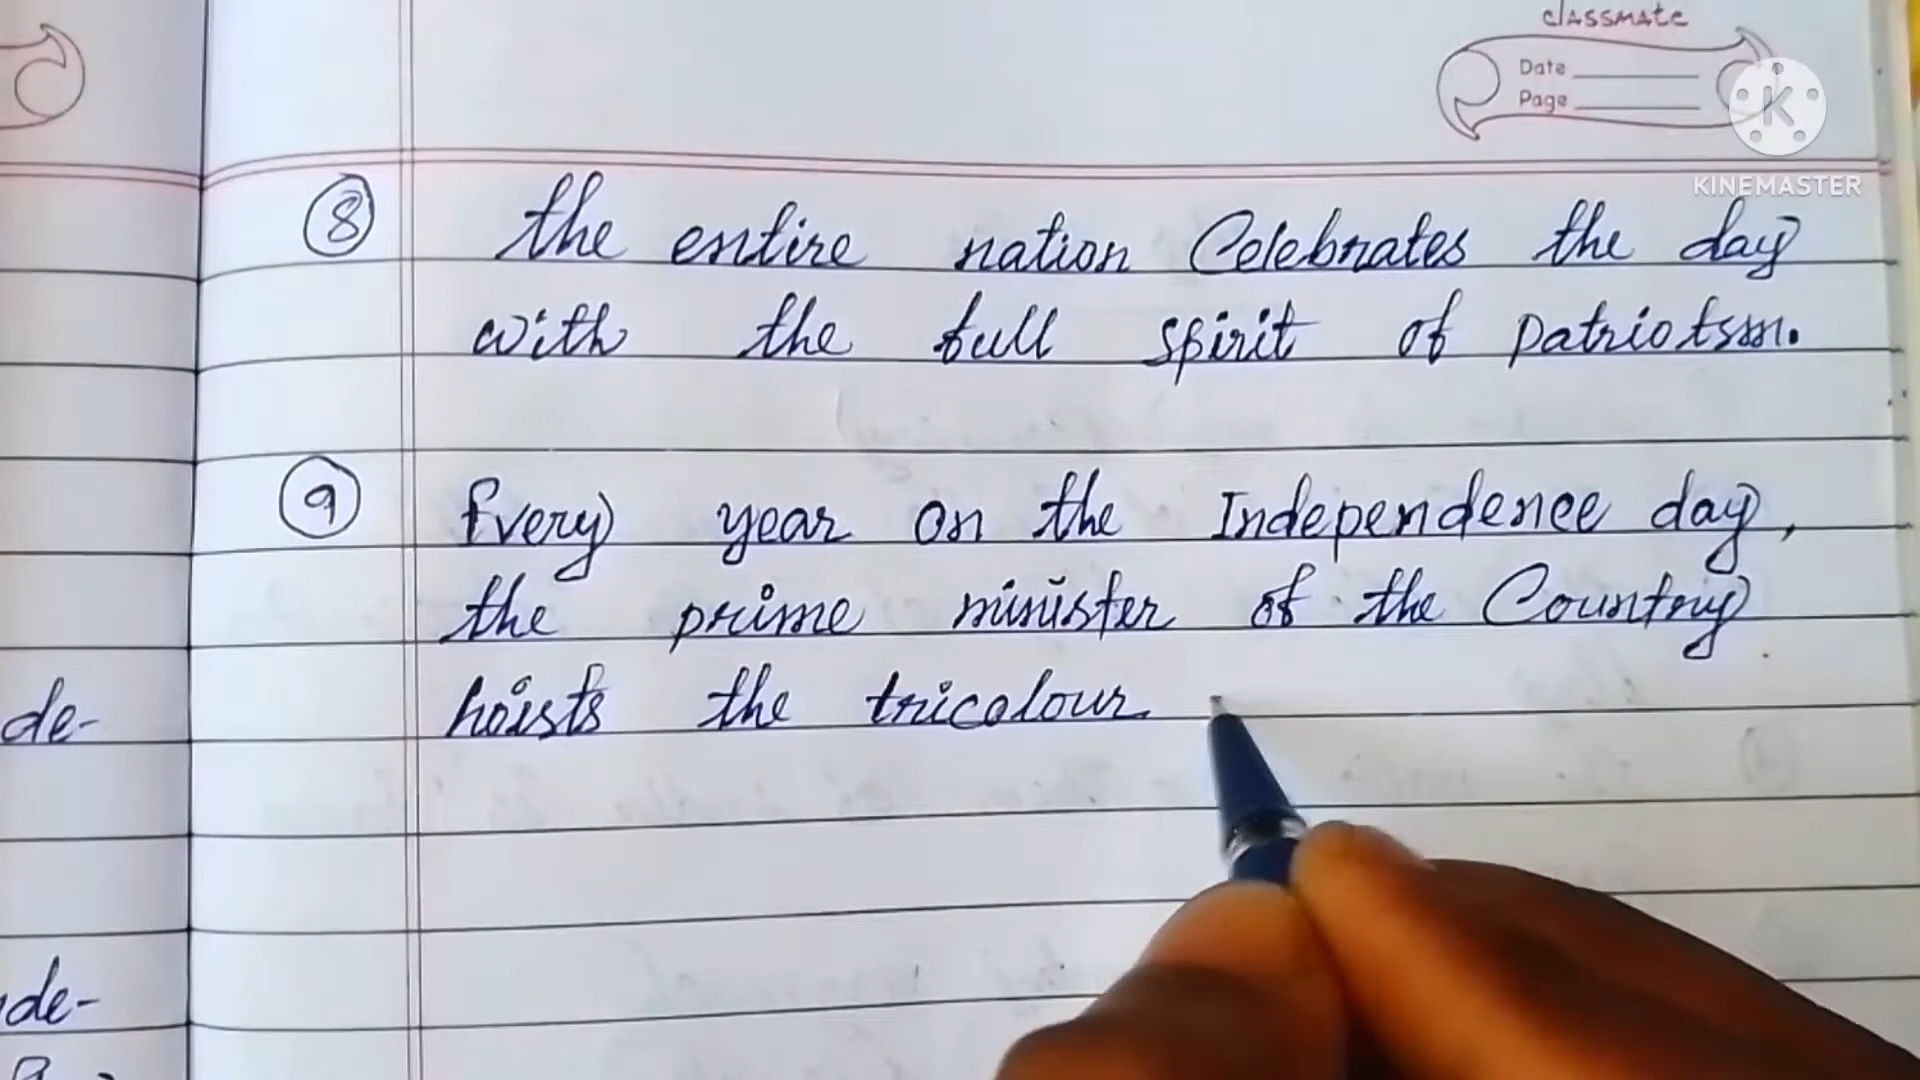 classmate
Date
Page
KINEMASTER
8 the entire nation Celebrates the day
with the full spirit of patriotsm.
9 Every year on the Independence day,
the prime minister of the Country
hoists the tricolour.
de-
de-